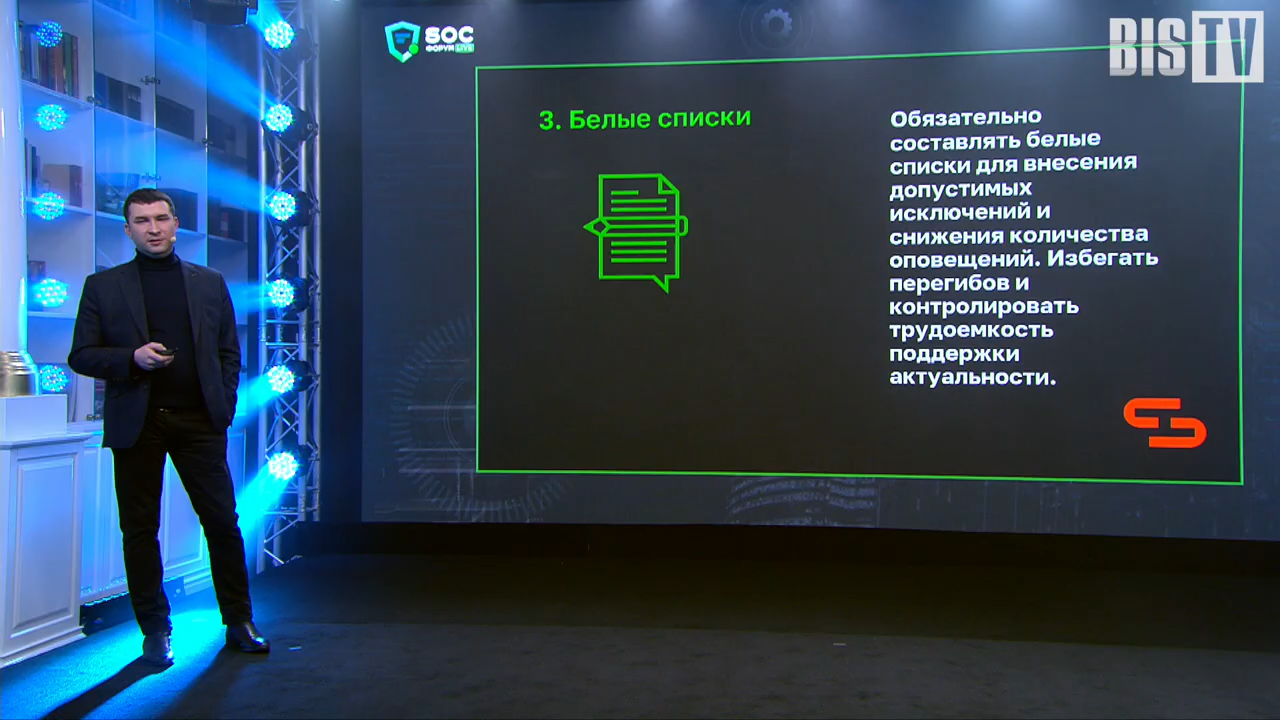 BIS TV
SOC
ФОРУМ LIVE
3. Белые списки
Обязательно
составлять белые
списки для внесения
допустимых
исключений и
снижения количества
оповещений. Избегать
перегибов и
контролировать
трудоемкость
поддержки
актуальности.